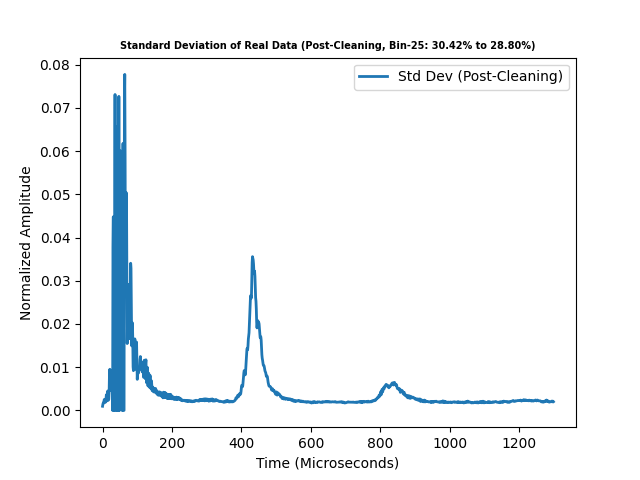 Standard Deviation of Real Data (Post-Cleaning, Bin-25: 30.42% to 28.80%)
Std Dev (Post-Cleaning)
Normalized Amplitude
0.08
0.07
0.06
0.05
0.04
0.03
0.02
0.01
0.00
0 200 400 600 800 1000 1200
Time (Microseconds)